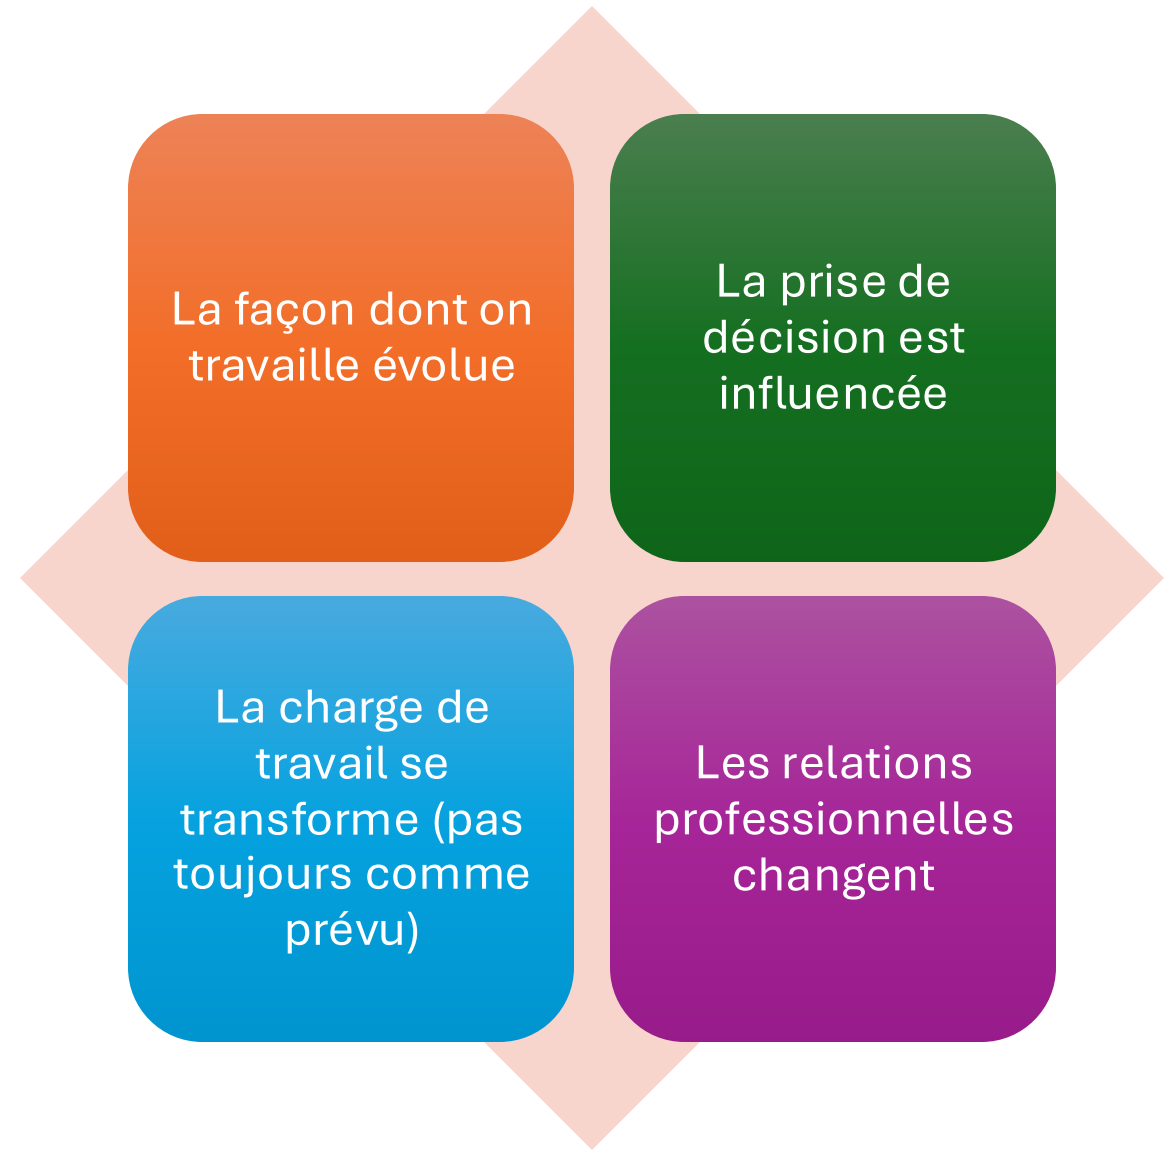 La façon dont on
travaille évolue
La prise de
décision est
influencée
La charge de
travail se
transforme (pas
toujours comme
prévu)
Les relations
professionnelles
changent